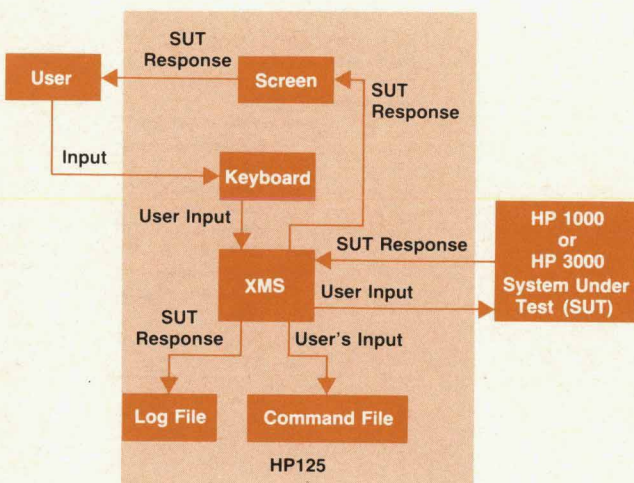 SUT
Response
User
Screen
SUT
Response
Input
Keyboard
User Input
HP 1000
or
HP 3000
System Under
Test (SUT)
SUT Response
XMS
User Input
SUT
Response
User's Input
Log File
Command File
HP125